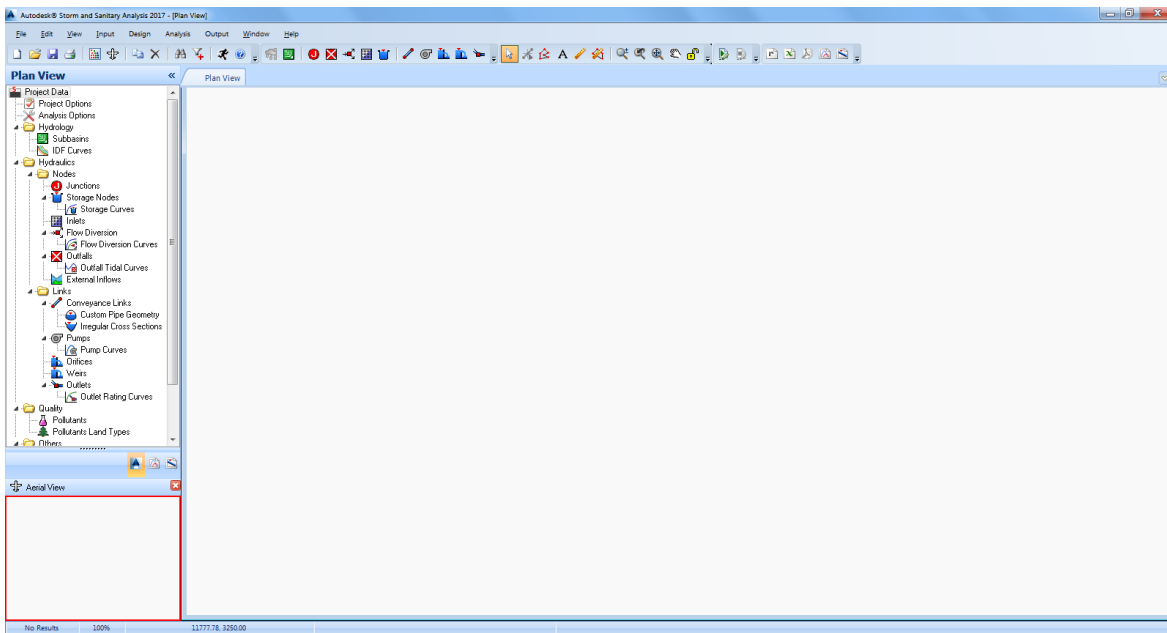 Autodesk® Storm and Sanitary Analysis 2017 - [Plan View]
File Edit View Input Design Analysis Output Window Help
Plan View
Plan View
Project Data
Project Options
Analysis Options
Hydrology
Subbasins
IDF Curves
Hydraulics
Nodes
Junctions
Storage Nodes
Storage Curves
Inlets
Flow Diversion
Flow Diversion Curves
Outfalls
Outfall Tidal Curves
External Inflows
Links
Conveyance Links
Custom Pipe Geometry
Irregular Cross Sections
Pumps
Pump Curves
Orifices
Weirs
Outlets
Outlet Rating Curves
Quality
Pollutants
Pollutants Land Types
Others
Aerial View
No Results 100% 11777.78, 3250.00